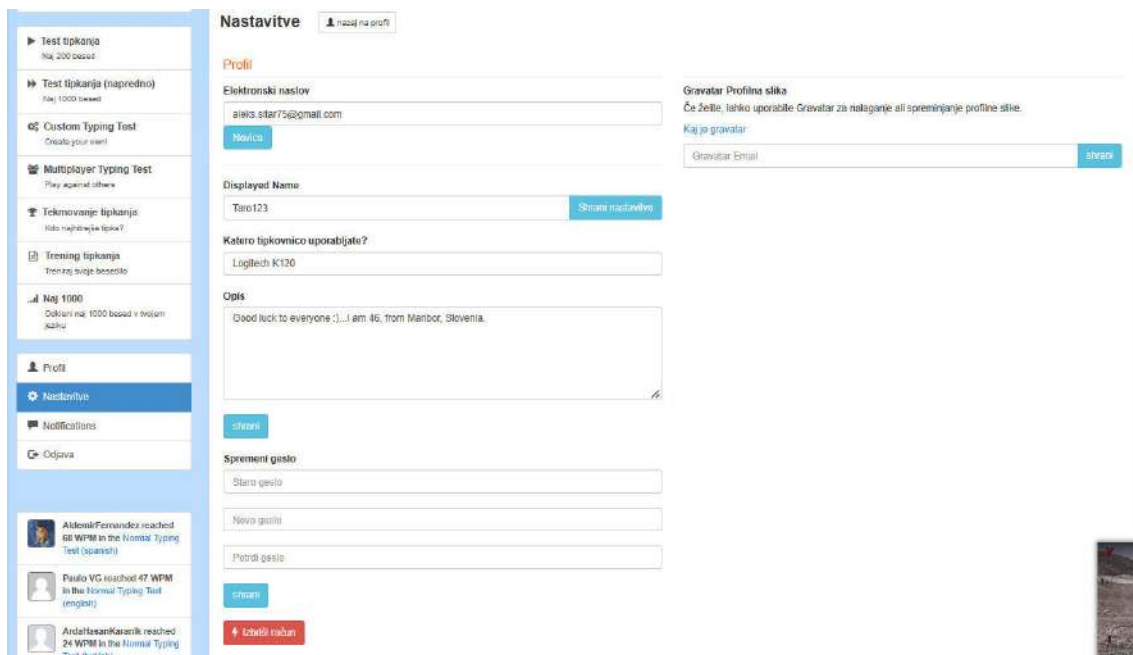 Test tipkanja
Naj 200 besed
Test tipkanja (napredno)
Naj 1000 besed
Custom Typing Test
Create your own!
Multiplayer Typing Test
Play against others
Tekmovanje tipkanja
Kdo najhitreje tipka?
Trening tipkanja
Treniraj svoje besedilo
Naj 1000
Odkleni naj 1000 besed v tvojem
jeziku
Profil
Nastavitve
Notifications
Odjava
AldemirFernandez reached
68 WPM in the Normal Typing
Test (spanish)
Paulo VG reached 47 WPM
in the Normal Typing Test
(english)
ArdaHasanKaranlk reached
24 WPM in the Normal Typing
Nastavitve
nazaj na profil
Profil
Elektronski naslov
aleks.sitar75@gmail.com
Novice
Displayed Name
Taro123
Shrani nastavitve
Katero tipkovnico uporabljate?
Logitech K120
Opis
Good luck to everyone :)...I am 46, from Maribor, Slovenia.
shrani
Spremeni geslo
Staro geslo
Novo geslo
Potrdi geslo
shrani
Izbriši račun
Gravatar Profilna slika
Če želite, lahko uporabite Gravatar za nalaganje ali spreminjanje profilne slike.
Kaj je gravatar
Gravatar Email
shrani